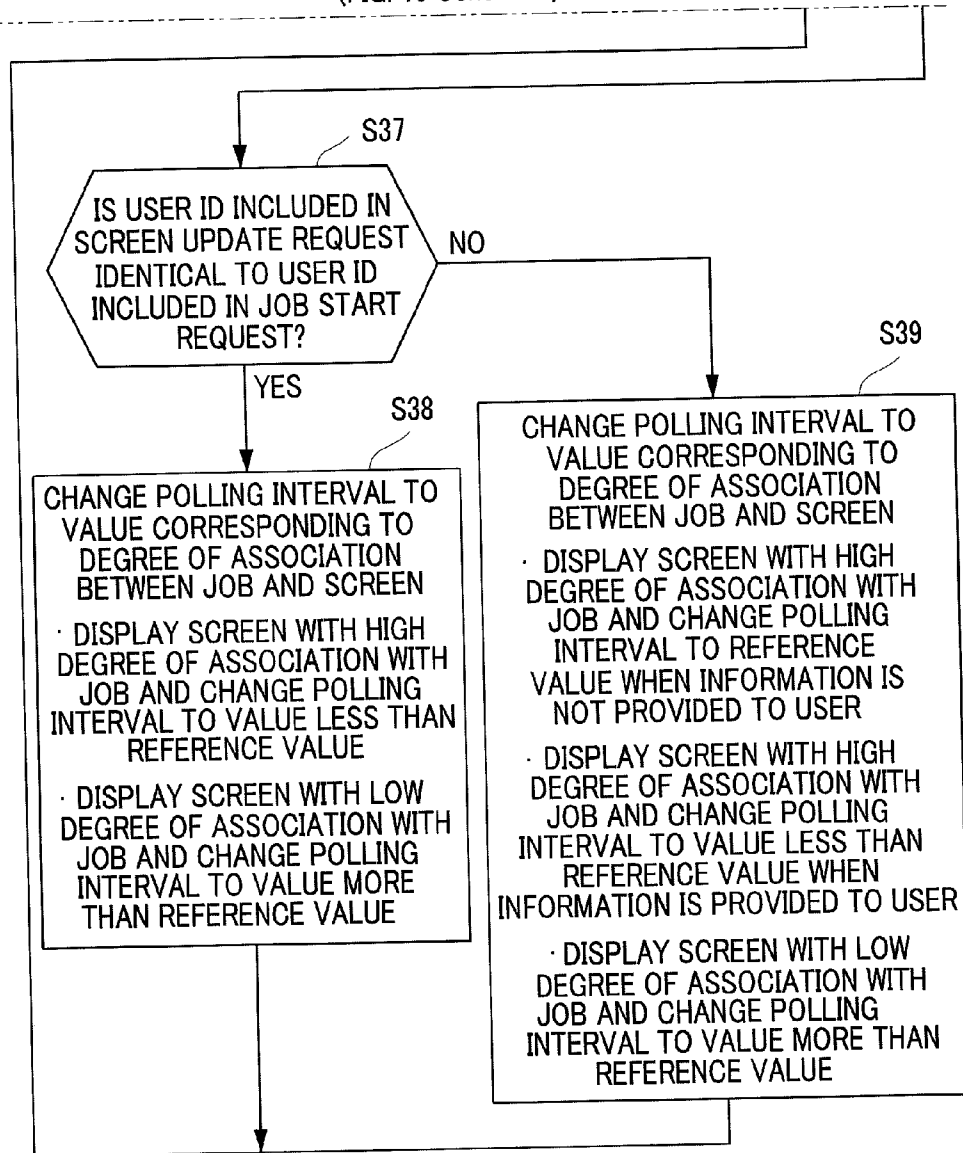 S37
IS USER ID INCLUDED IN
SCREEN UPDATE REQUEST
IDENTICAL TO USER ID
INCLUDED IN JOB START
REQUEST?
NO
YES
S38
CHANGE POLLING INTERVAL TO
VALUE CORRESPONDING TO
DEGREE OF ASSOCIATION
BETWEEN JOB AND SCREEN
· DISPLAY SCREEN WITH HIGH
DEGREE OF ASSOCIATION WITH
JOB AND CHANGE POLLING
INTERVAL TO VALUE LESS THAN
REFERENCE VALUE
· DISPLAY SCREEN WITH LOW
DEGREE OF ASSOCIATION WITH
JOB AND CHANGE POLLING
INTERVAL TO VALUE MORE
THAN REFERENCE VALUE
S39
CHANGE POLLING INTERVAL TO
VALUE CORRESPONDING TO
DEGREE OF ASSOCIATION
BETWEEN JOB AND SCREEN
· DISPLAY SCREEN WITH HIGH
DEGREE OF ASSOCIATION WITH
JOB AND CHANGE POLLING
INTERVAL TO REFERENCE
VALUE WHEN INFORMATION IS
NOT PROVIDED TO USER
· DISPLAY SCREEN WITH HIGH
DEGREE OF ASSOCIATION WITH
JOB AND CHANGE POLLING
INTERVAL TO VALUE LESS THAN
REFERENCE VALUE WHEN
INFORMATION IS PROVIDED TO USER
· DISPLAY SCREEN WITH LOW
DEGREE OF ASSOCIATION WITH
JOB AND CHANGE POLLING
INTERVAL TO VALUE MORE THAN
REFERENCE VALUE